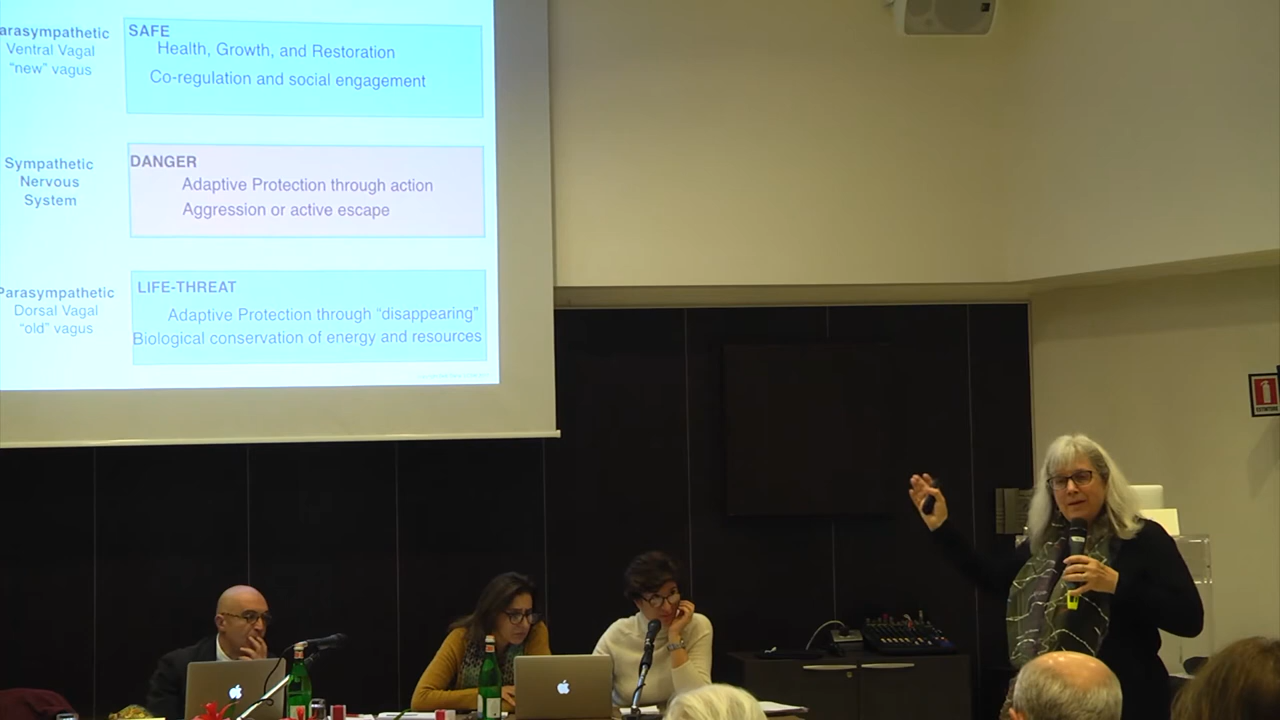 arasympathetic
Ventral Vagal
“new” vagus
SAFE
Health, Growth, and Restoration
Co-regulation and social engagement
Sympathetic
Nervous
System
DANGER
Adaptive Protection through action
Aggression or active escape
Parasympathetic
Dorsal Vagal
“old” vagus
LIFE-THREAT
Adaptive Protection through “disappearing”
Biological conservation of energy and resources